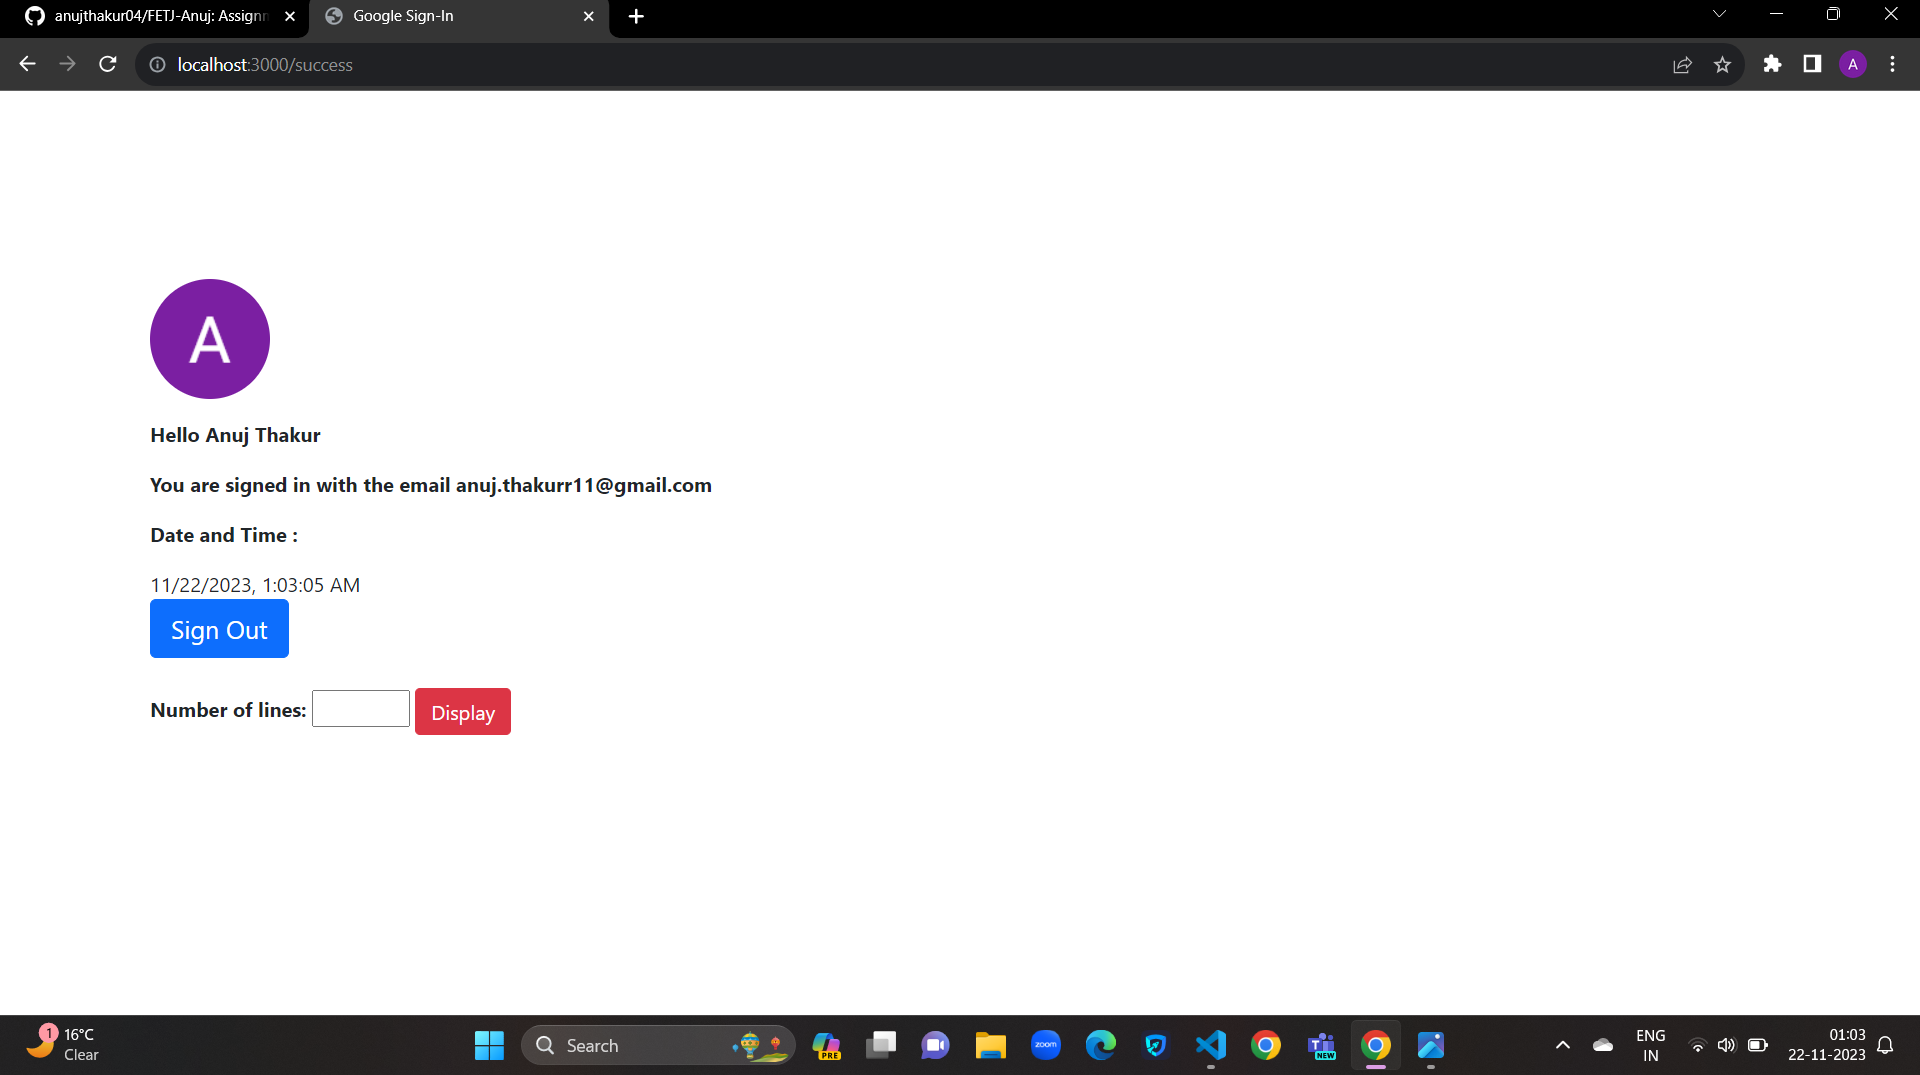 anujthakur04/FETJ-Anuj: Assignm
Google Sign-In
localhost:3000/success
A
A
Hello Anuj Thakur
You are signed in with the email anuj.thakurr11@gmail.com
Date and Time :
11/22/2023, 1:03:05 AM
Sign Out
Number of lines:
Display
1
16°C
Clear
Search
PRE
zoom
T
NEW
ENG
IN
01:03
22-11-2023